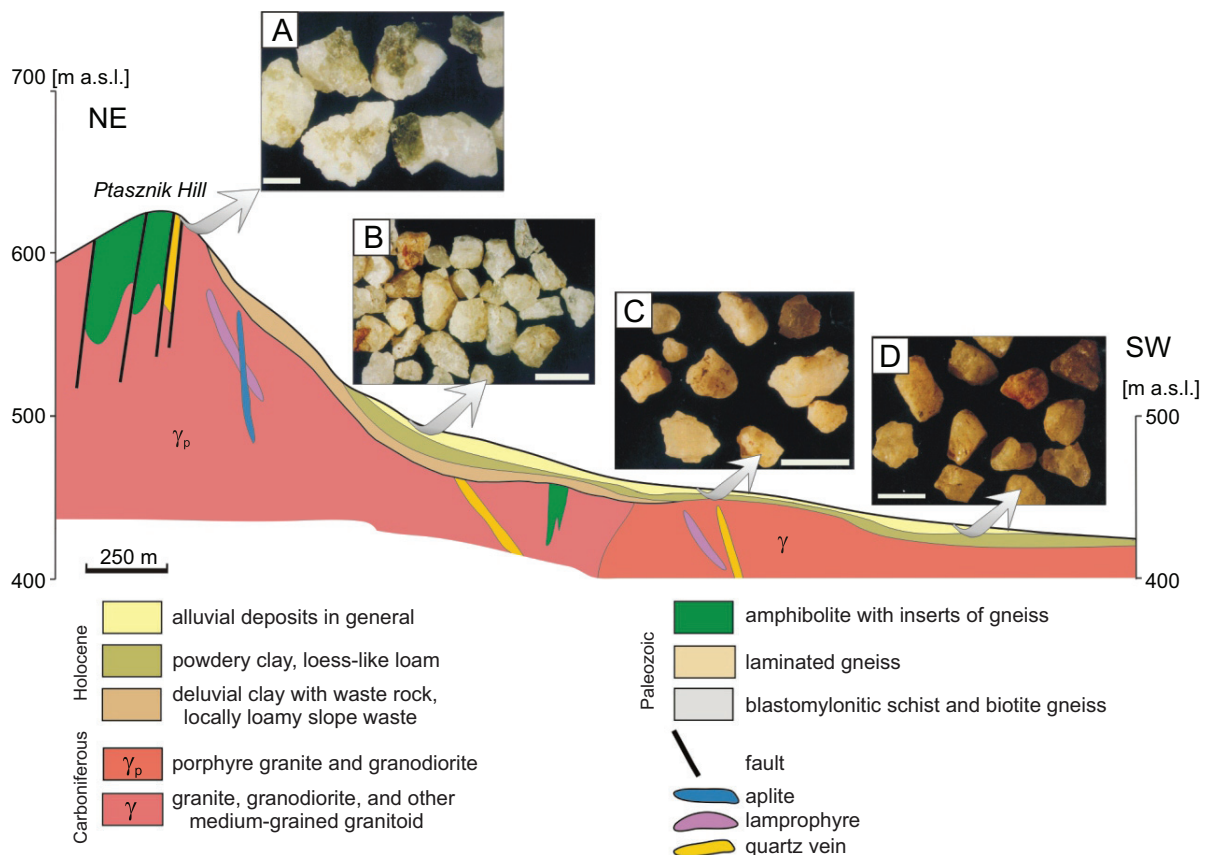 700 [m a.s.l.]
NE
Ptasznik Hill
600
500
400
A
B
C
D
SW
[m a.s.l.]
500
400
γp
γ
250 m
Holocene
alluvial deposits in general
powdery clay, loess-like loam
deluvial clay with waste rock,
locally loamy slope waste
Carboniferous
γp
porphyre granite and granodiorite
γ
granite, granodiorite, and other
medium-grained granitoid
Paleozoic
amphibolite with inserts of gneiss
laminated gneiss
blastomylonitic schist and biotite gneiss
fault
aplite
lamprophyre
quartz vein